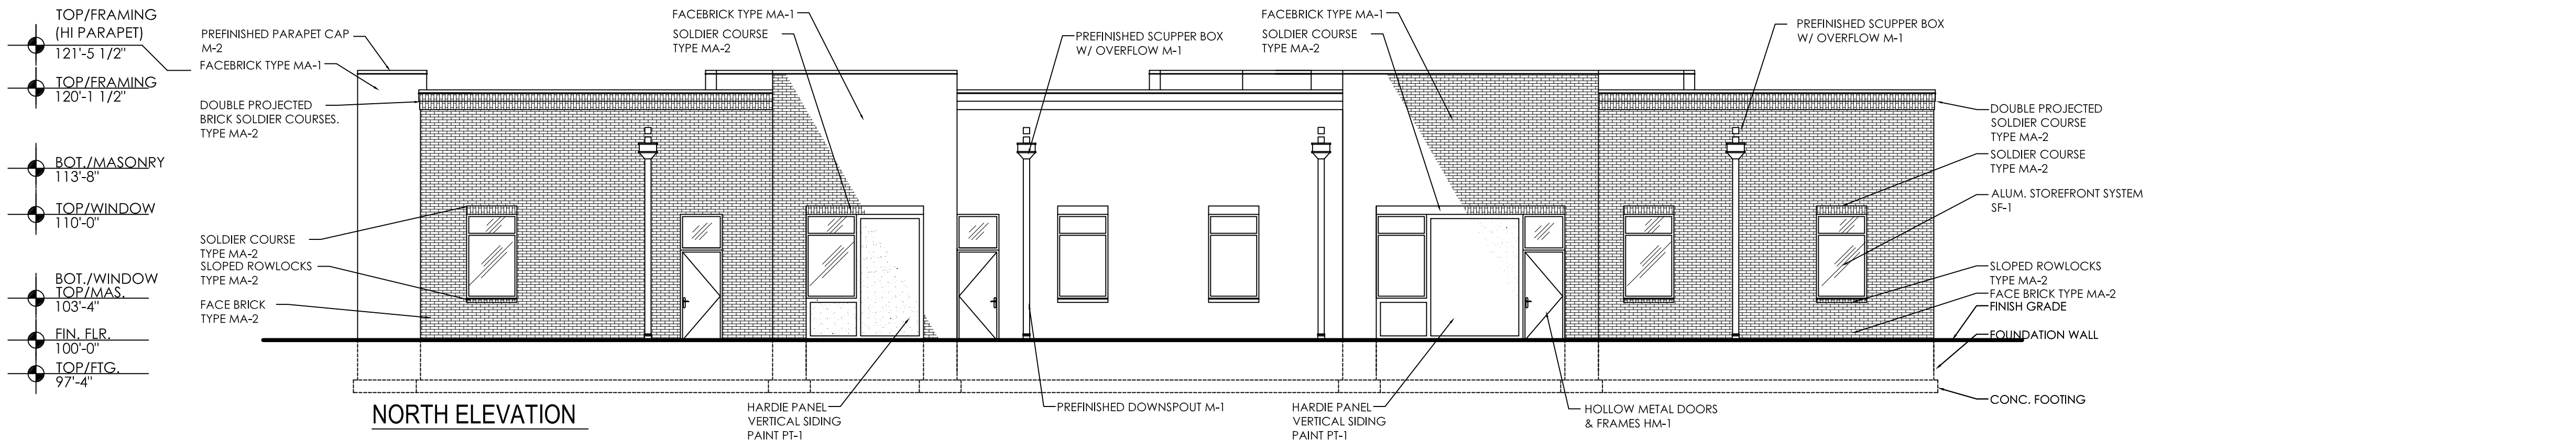 TOP/FRAMING
(HI PARAPET)
121'-5 1/2"
TOP/FRAMING
120'-1 1/2"
BOT./MASONRY
113'-8"
TOP/WINDOW
110'-0"
BOT./WINDOW
TOP/MAS.
103'-4"
FIN. FLR.
100'-0"
TOP/FTG.
97'-4"
PREFINISHED PARAPET CAP
M-2
FACEBRICK TYPE MA-1
DOUBLE PROJECTED
BRICK SOLDIER COURSES.
TYPE MA-2
SOLDIER COURSE
TYPE MA-2
SLOPED ROWLOCKS
TYPE MA-2
FACE BRICK
TYPE MA-2
FACEBRICK TYPE MA-1
SOLDIER COURSE
TYPE MA-2
PREFINISHED SCUPPER BOX
W/ OVERFLOW M-1
FACEBRICK TYPE MA-1
SOLDIER COURSE
TYPE MA-2
PREFINISHED SCUPPER BOX
W/ OVERFLOW M-1
DOUBLE PROJECTED
SOLDIER COURSE
TYPE MA-2
SOLDIER COURSE
TYPE MA-2
ALUM. STOREFRONT SYSTEM
SF-1
SLOPED ROWLOCKS
TYPE MA-2
FACE BRICK TYPE MA-2
FINISH GRADE
FOUNDATION WALL
CONC. FOOTING
NORTH ELEVATION
HARDIE PANEL
VERTICAL SIDING
PAINT PT-1
PREFINISHED DOWNSPOUT M-1
HARDIE PANEL
VERTICAL SIDING
PAINT PT-1
HOLLOW METAL DOORS
& FRAMES HM-1